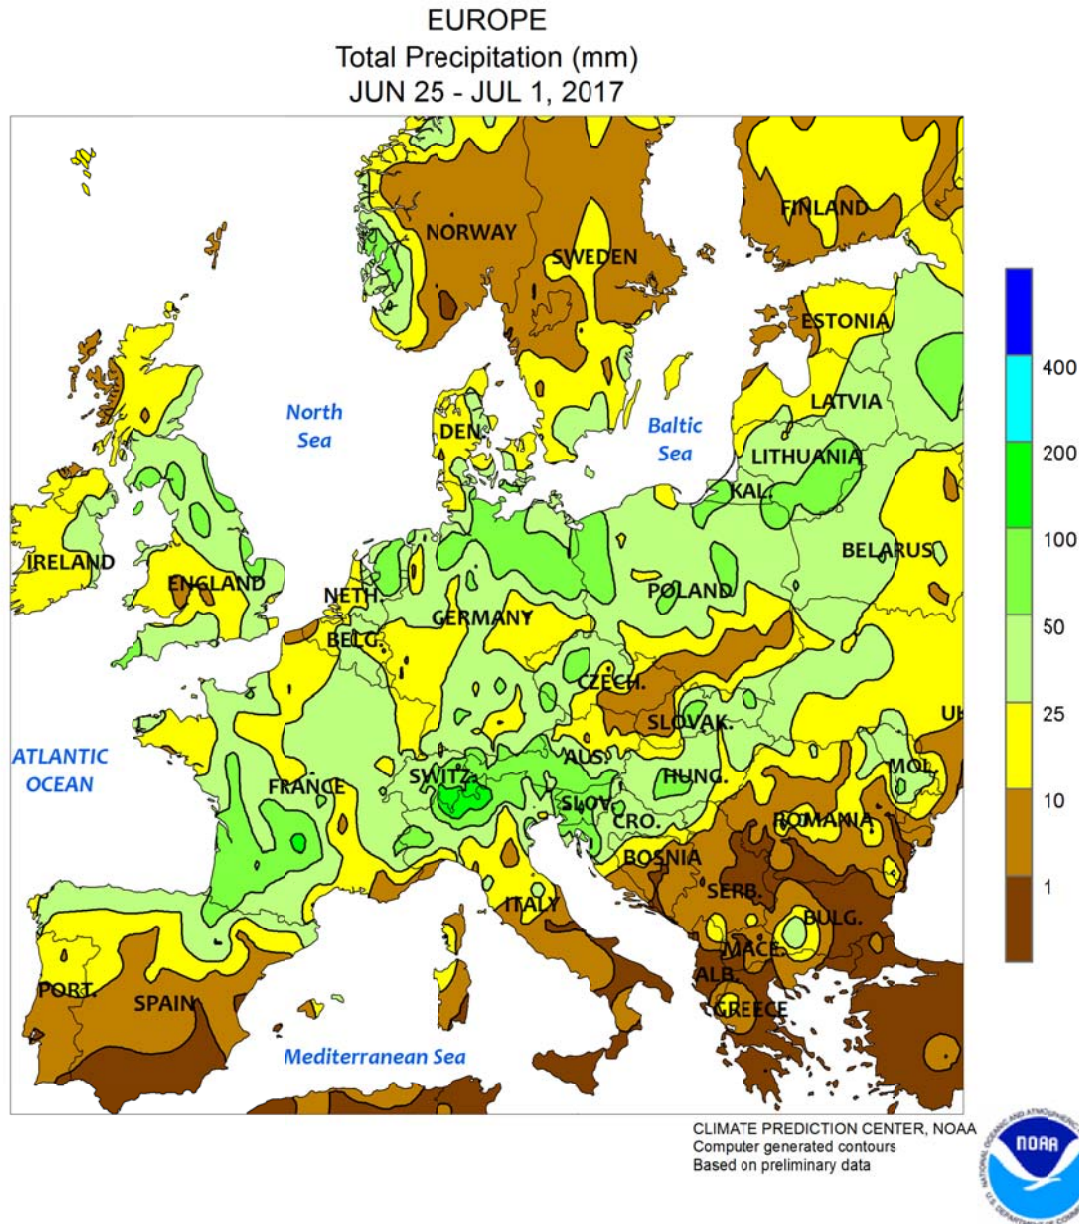 EUROPE
Total Precipitation (mm)
JUN 25 - JUL 1, 2017
NORWAY
FINLAND
SWEDEN
ESTONIA
400
North
Sea
DEN.
Baltic
Sea
LATVIA
200
LITHUANIA
KAL.
100
BELARUS
IRELAND
ENGLAND
NETH.
POLAND
GERMANY
BELG.
50
CZECH.
25
SLOVAK.
ATLANTIC
OCEAN
AUS.
MOL.
SWITZ.
HUNG.
FRANCE
SLOV.
10
CRO.
ROMANIA
BOSNIA
SERB.
1
ITALY
BULG.
MACE.
ALB.
PORT.
SPAIN
GREECE
Mediterranean Sea
CLIMATE PREDICTION CENTER, NOAA
Computer generated contours
Based on preliminary data
NOAA